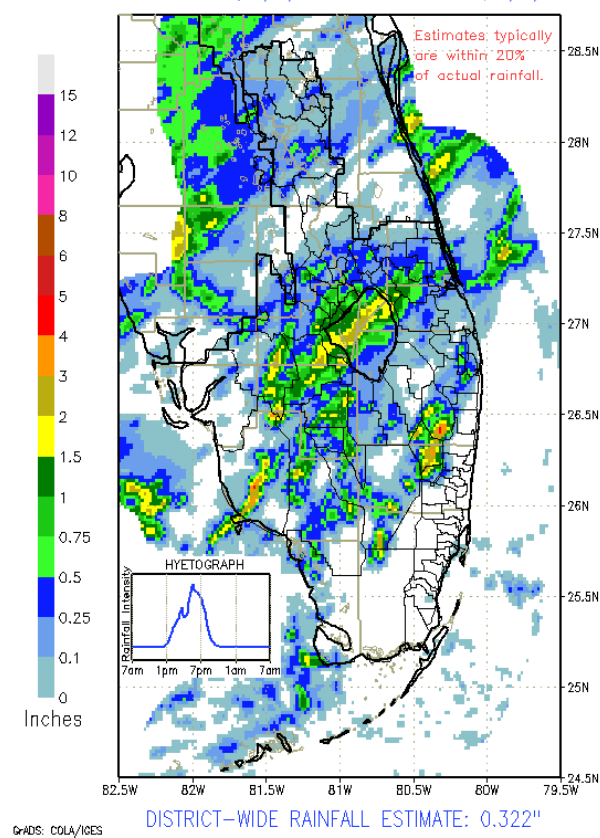 Estimates typically
are within 20%
of actual rainfall.
28.5N
28N
27.5N
27N
26.5N
26N
25.5N
25N
24.5N
15
12
10
8
6
5
4
3
2
1.5
1
0.75
0.5
0.25
0.1
0
Inches
HYETOGRAPH
Rainfall Intensity
7am 1pm 7pm 1am 7am
82.5W 82W 81.5W 81W 80.5W 80W 79.5W
DISTRICT-WIDE RAINFALL ESTIMATE: 0.322"
GrADS: COLA/IGES